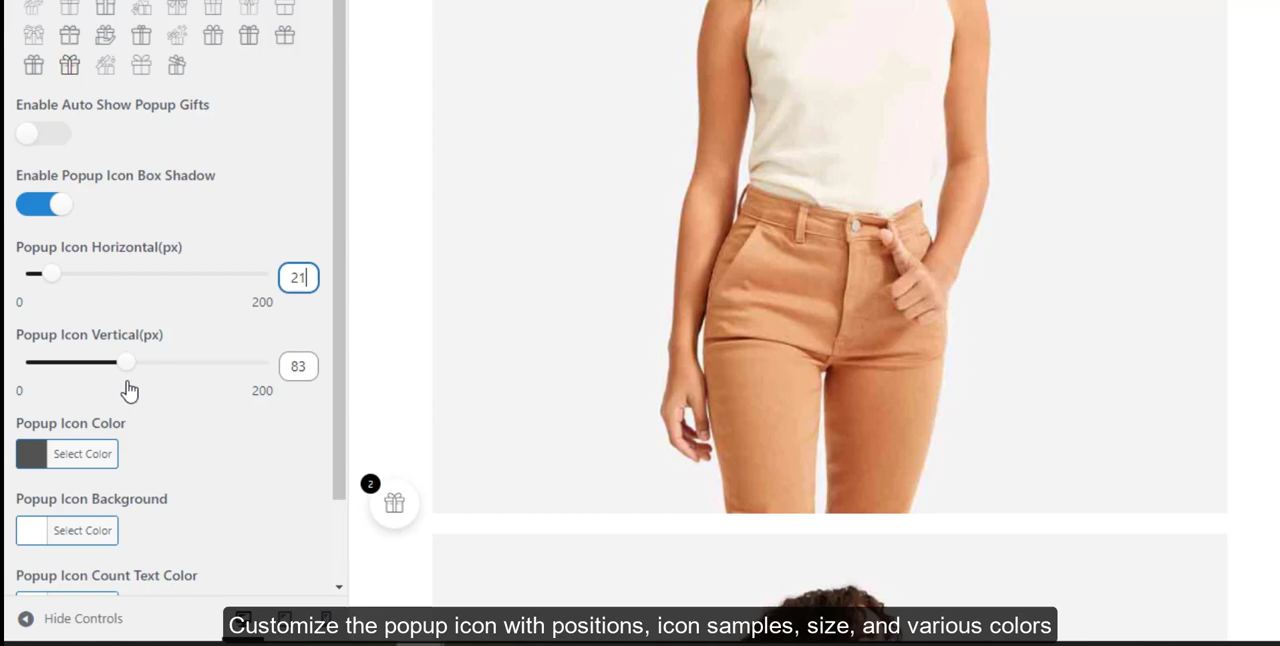 Enable Auto Show Popup Gifts
Enable Popup Icon Box Shadow
Popup Icon Horizontal(px)
21
0 200
Popup Icon Vertical(px)
83
0 200
Popup Icon Color
Select Color
Popup Icon Background
Select Color
2
Popup Icon Count Text Color
Hide Controls
Customize the popup icon with positions, icon samples, size, and various colors